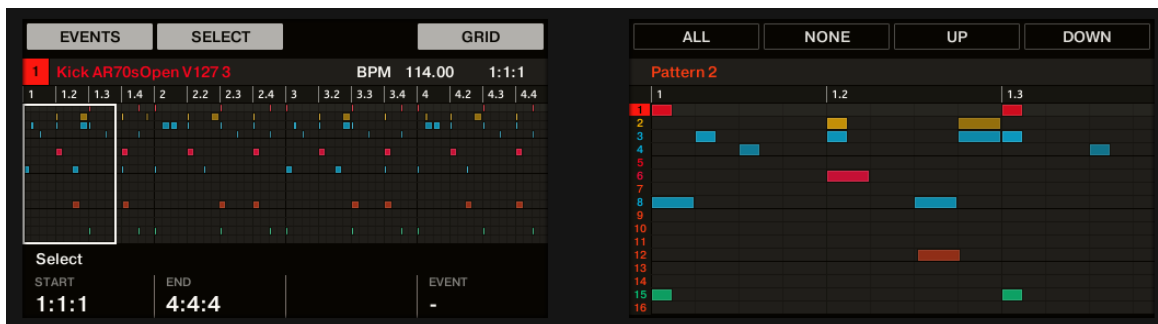 EVENTS SELECT GRID
1 Kick AR70sOpen V127 3 BPM 114.00 1:1:1
1 1.2 1.3 1.4 2 2.2 2.3 2.4 3 3.2 3.3 3.4 4 4.2 4.3 4.4
Select
START END EVENT
1:1:1 4:4:4 -
ALL NONE UP DOWN
Pattern 2
1 1.2 1.3
1
2
3
4
5
6
7
8
9
10
11
12
13
14
15
16